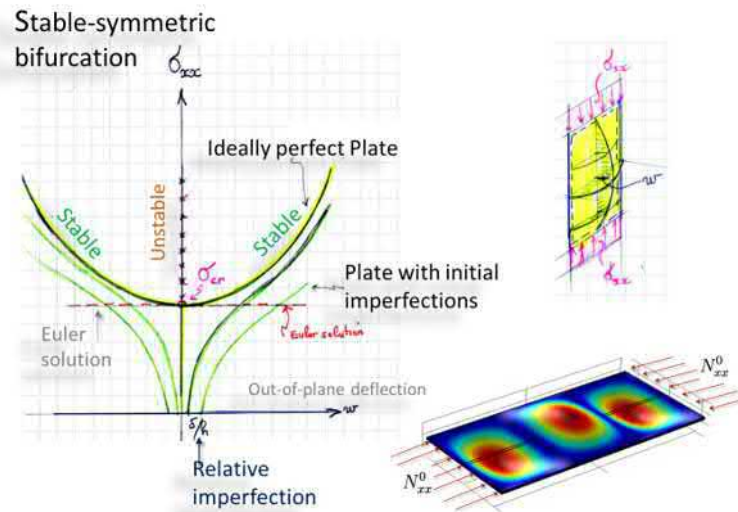 Stable-symmetric
bifurcation
σxx
Ideally perfect Plate
Stable
Unstable
Stable
σcr
Plate with initial
imperfections
Euler
solution
Euler solution
Out-of-plane deflection
w
δ/h
Relative
imperfection
σxx
w
σxx
N⁰xx
N⁰xx